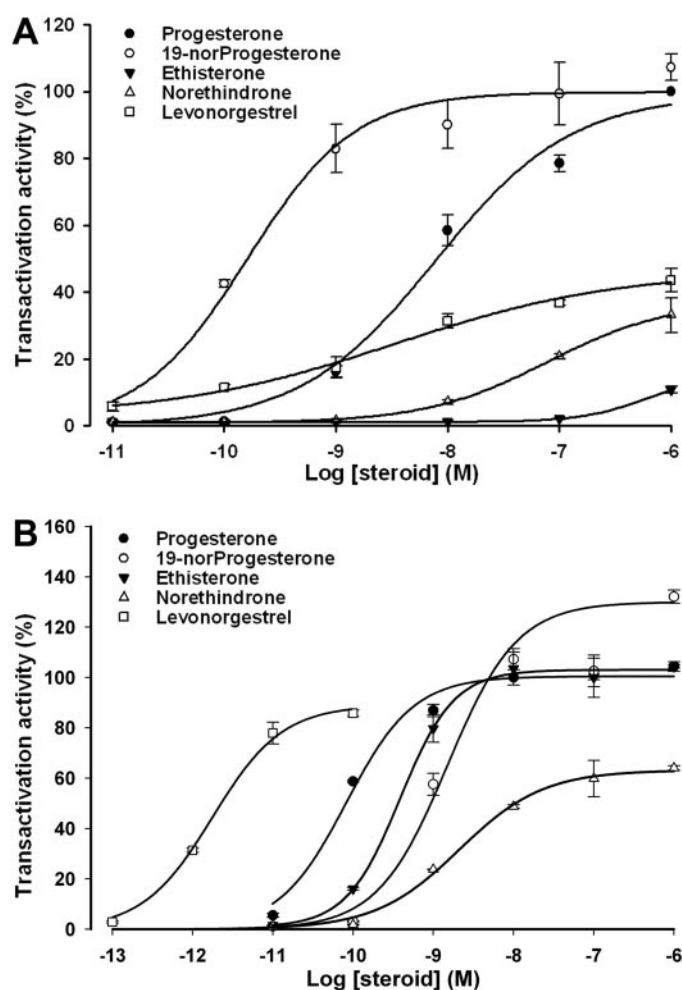 A
Progesterone
19-norProgesterone
Ethisterone
Norethindrone
Levonorgestrel
Transactivation activity (%)
120
100
80
60
40
20
0
-11 -10 -9 -8 -7 -6
Log [steroid] (M)
B
Progesterone
19-norProgesterone
Ethisterone
Norethindrone
Levonorgestrel
Transactivation activity (%)
160
140
120
100
80
60
40
20
0
-13 -12 -11 -10 -9 -8 -7 -6
Log [steroid] (M)